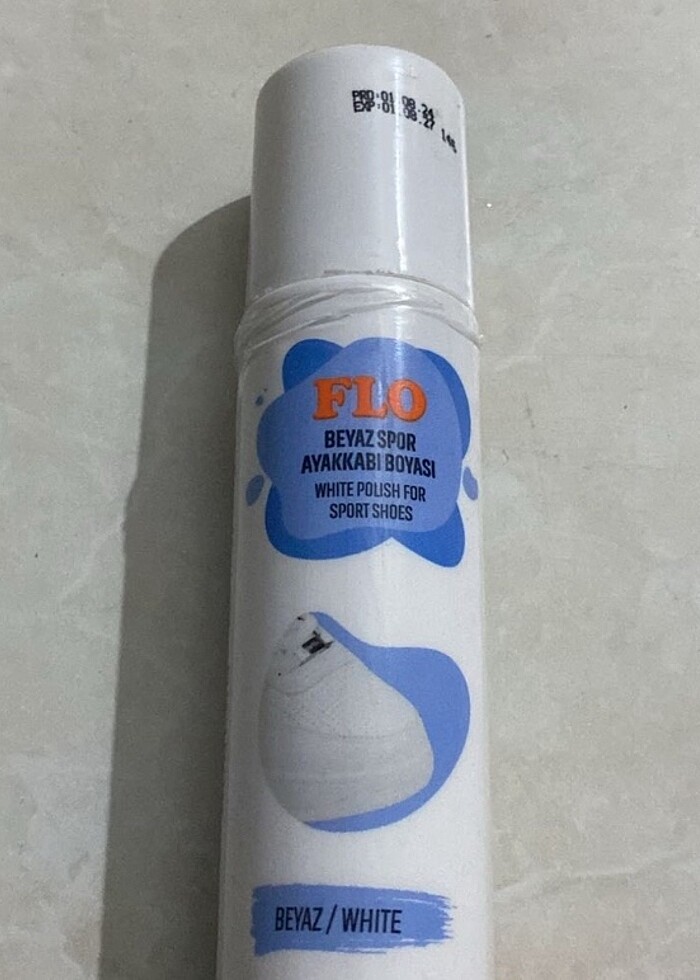 PRD:01.08.24
EXP:01.08.27 146
FLO
BEYAZ SPOR
AYAKKABI BOYASI
WHITE POLISH FOR
SPORT SHOES
BEYAZ / WHITE